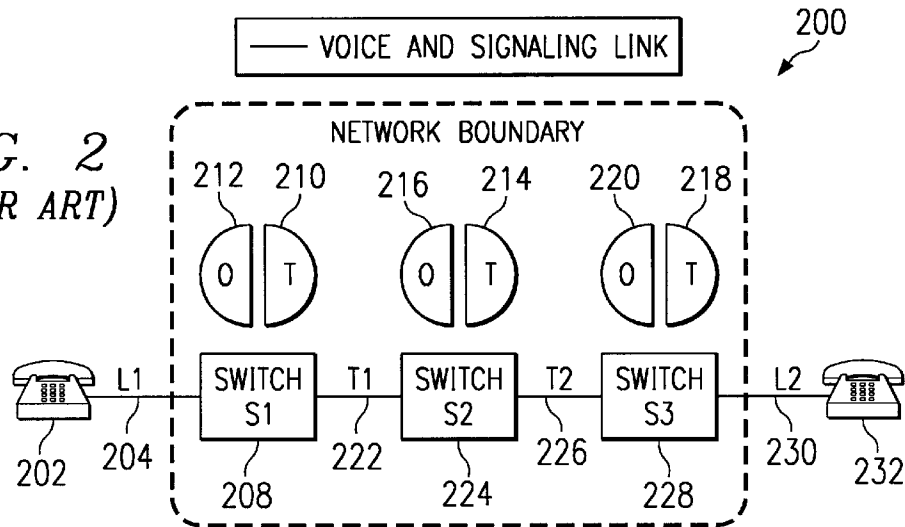 200
VOICE AND SIGNALING LINK
G. 2
R ART)
NETWORK BOUNDARY
212 210 216 214 220 218
O T O T O T
L1 SWITCH S1 T1 SWITCH S2 T2 SWITCH S3 L2
202 204 208 222 224 226 228 230 232